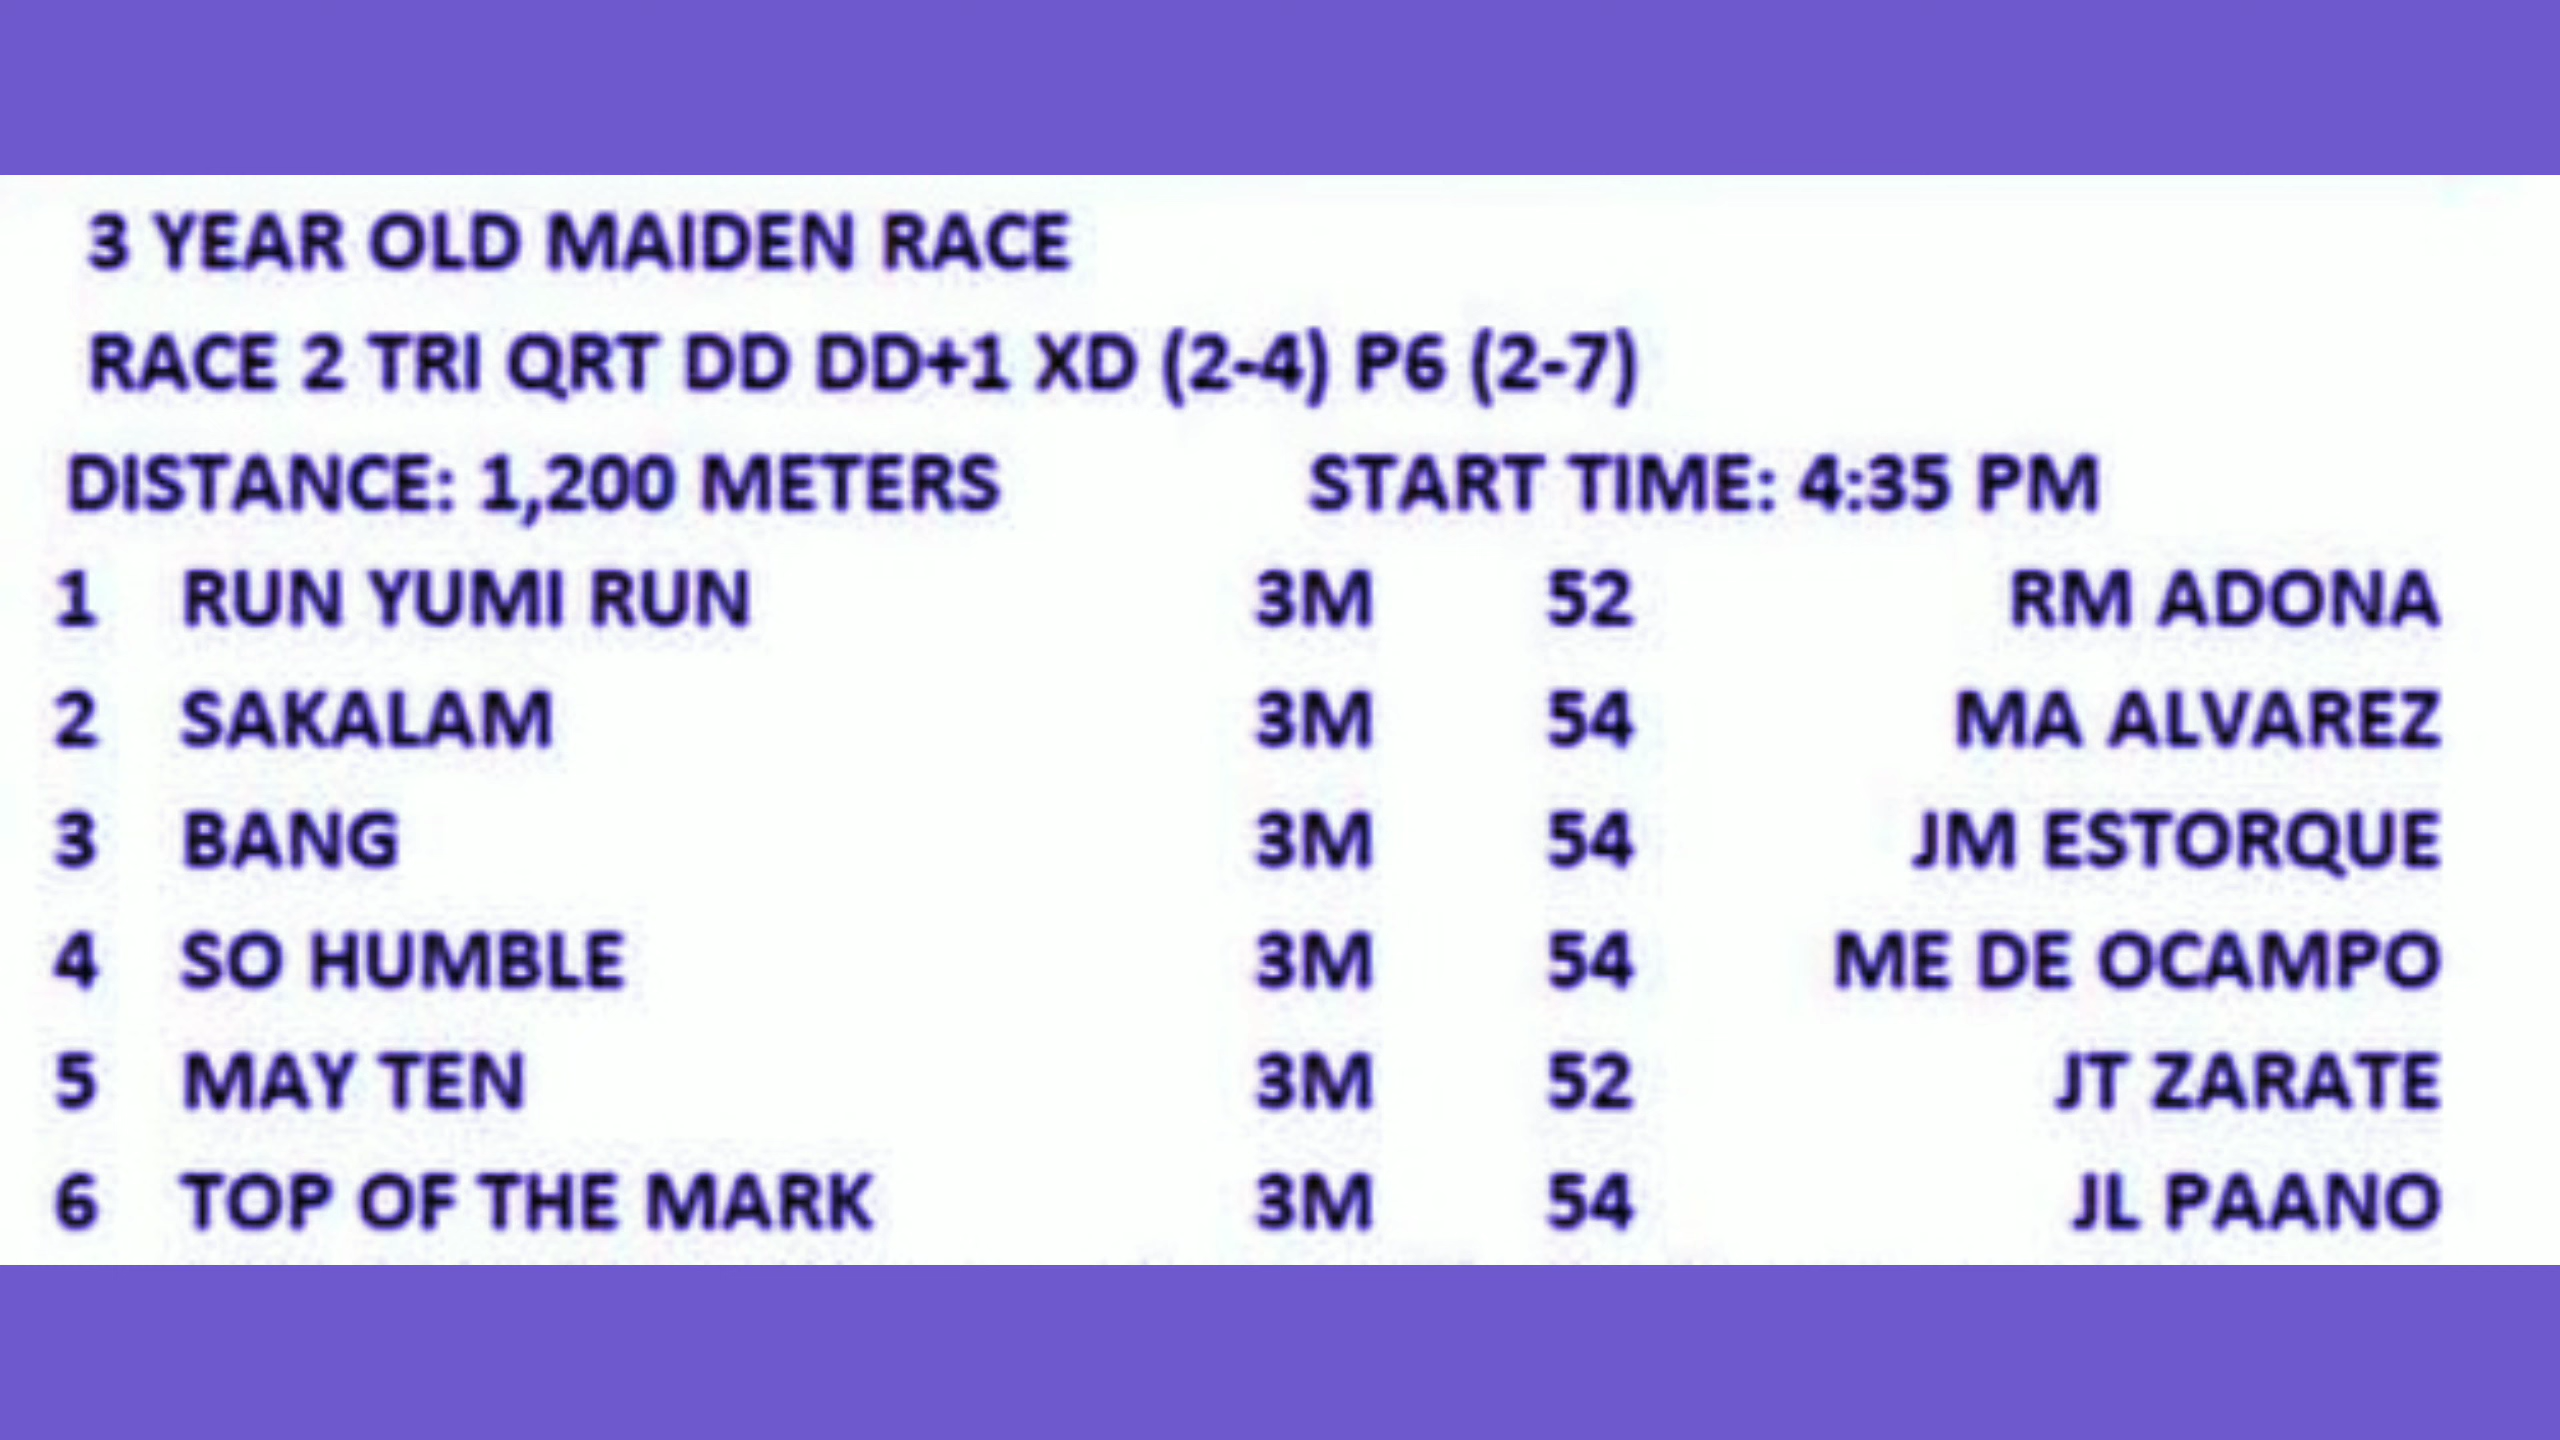 3 YEAR OLD MAIDEN RACE
RACE 2 TRI QRT DD DD+1 XD (2-4) P6 (2-7)
DISTANCE: 1,200 METERS START TIME: 4:35 PM
1 RUN YUMI RUN 3M 52 RM ADONA
2 SAKALAM 3M 54 MA ALVAREZ
3 BANG 3M 54 JM ESTORQUE
4 SO HUMBLE 3M 54 ME DE OCAMPO
5 MAY TEN 3M 52 JT ZARATE
6 TOP OF THE MARK 3M 54 JL PAANO